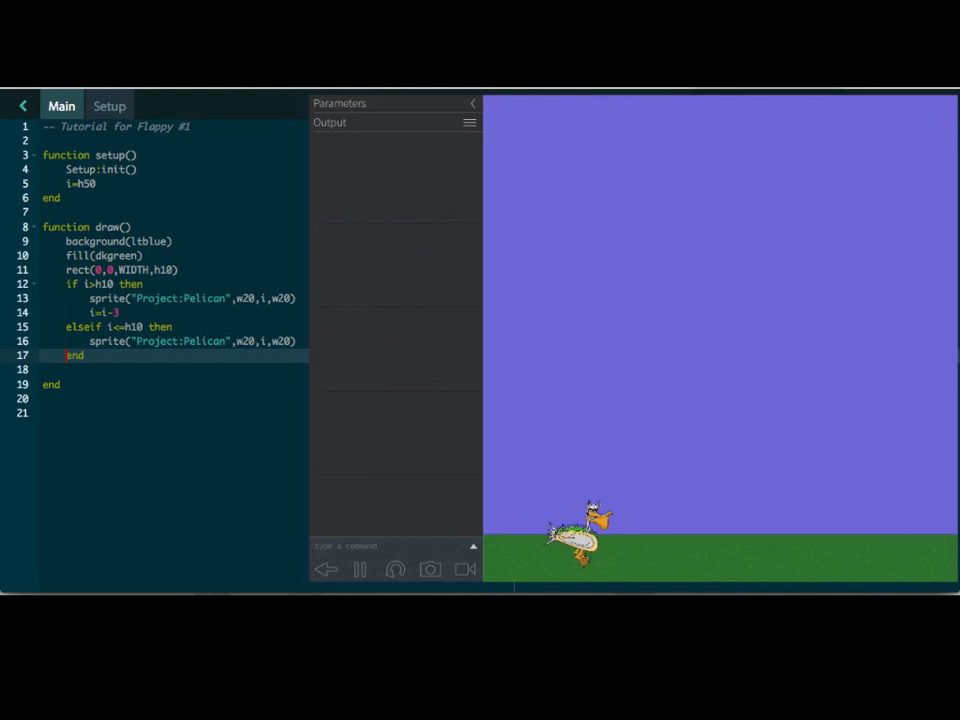 Main Setup
Parameters
Output
1 -- Tutorial for Flappy #1
2
3 function setup()
4 Setup:init()
5 i=h50
6 end
7
8 function draw()
9 background(ltblue)
10 fill(dkgreen)
11 rect(0,0,WIDTH,h10)
12 if i>h10 then
13 sprite("Project:Pelican",w20,i,w20)
14 i=i-3
15 elseif i<=h10 then
16 sprite("Project:Pelican",w20,i,w20)
17 end
18
19 end
20
21
type a command